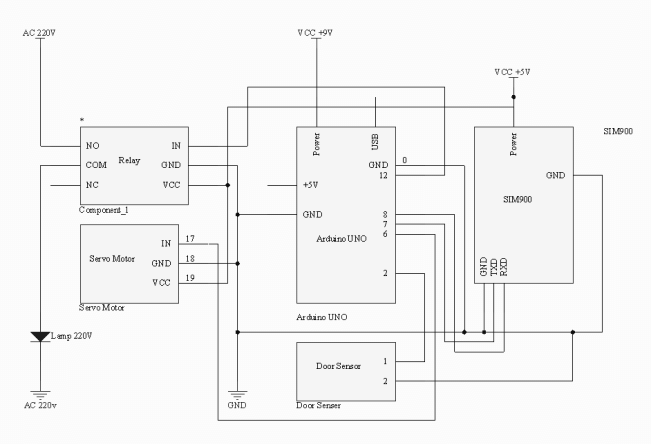 AC 220V
VCC +9V
VCC +5V
*
SIM900
NO
IN
Relay
COM
GND
NC
VCC
Component_1
Power
USB
GND
0
12
+5V
GND
8
7
6
Arduino UNO
2
Arduino UNO
Power
GND
SIM900
GND
TXD
RXD
IN
17
Servo Motor
GND
18
VCC
19
Servo Motor
Lamp 220V
AC 220v
GND
Door Sensor
1
2
Door Senser